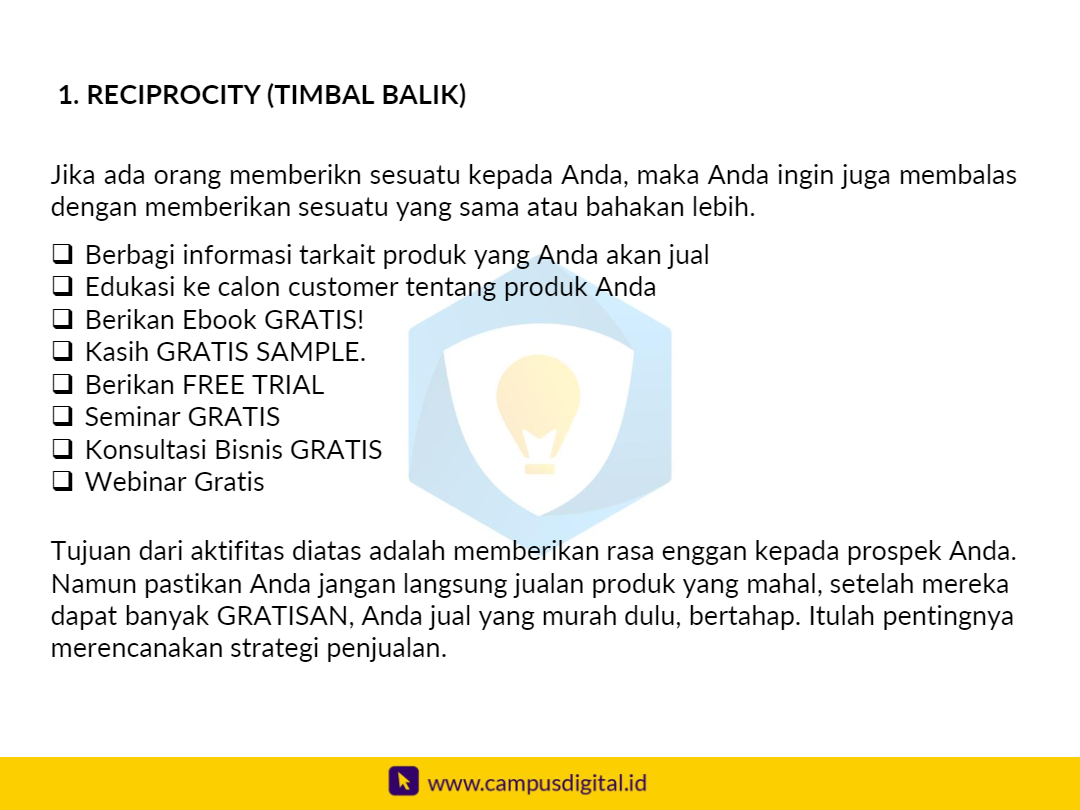 1. RECIPROCITY (TIMBAL BALIK)
Jika ada orang memberikn sesuatu kepada Anda, maka Anda ingin juga membalas
dengan memberikan sesuatu yang sama atau bahakan lebih.
❑ Berbagi informasi tarkait produk yang Anda akan jual
❑ Edukasi ke calon customer tentang produk Anda
❑ Berikan Ebook GRATIS!
❑ Kasih GRATIS SAMPLE.
❑ Berikan FREE TRIAL
❑ Seminar GRATIS
❑ Konsultasi Bisnis GRATIS
❑ Webinar Gratis
Tujuan dari aktifitas diatas adalah memberikan rasa enggan kepada prospek Anda.
Namun pastikan Anda jangan langsung jualan produk yang mahal, setelah mereka
dapat banyak GRATISAN, Anda jual yang murah dulu, bertahap. Itulah pentingnya
merencanakan strategi penjualan.
www.campusdigital.id